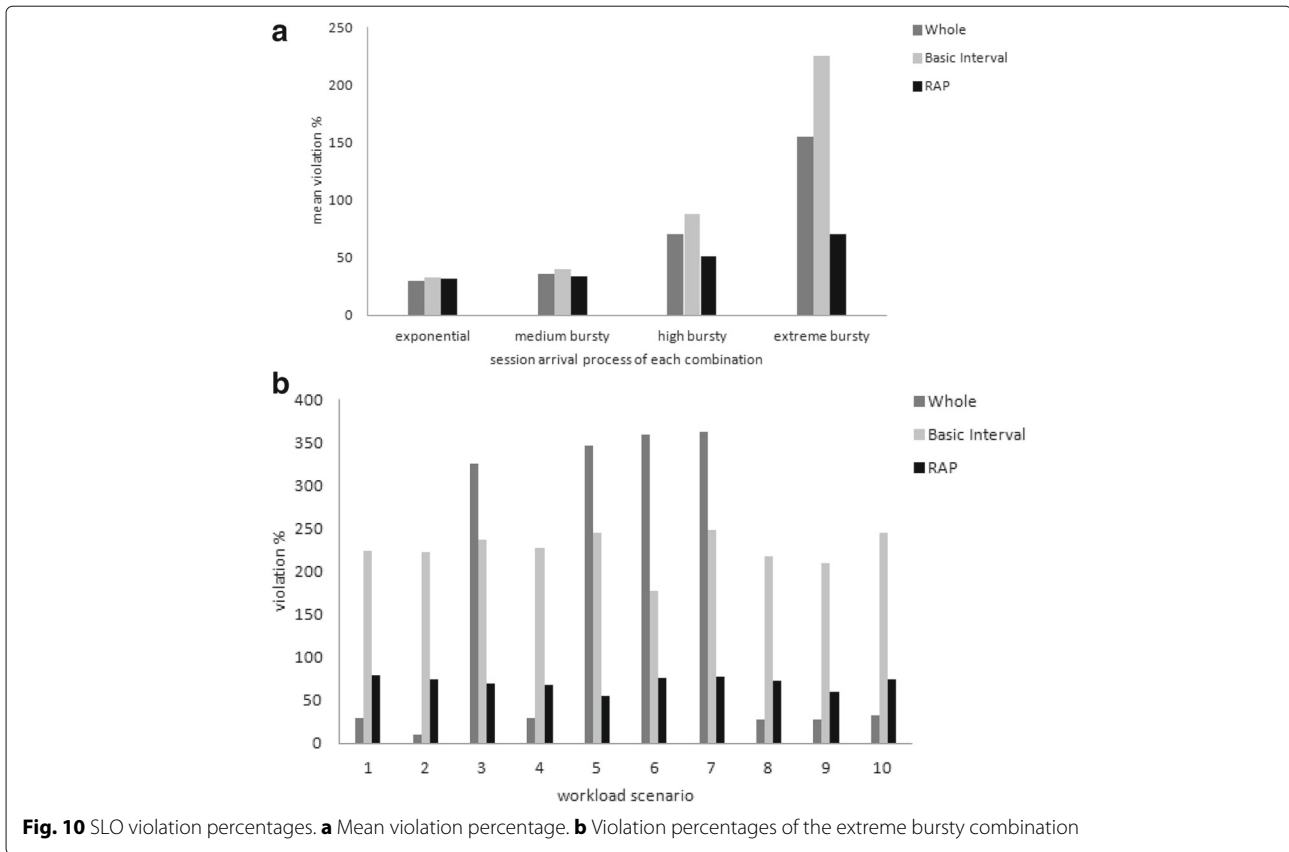 a
250
200
150
100
50
0
mean violation %
exponential
medium bursty
high bursty
extreme bursty
session arrival process of each combination
Whole
Basic Interval
RAP
b
400
350
300
250
200
150
100
50
0
violation %
1 2 3 4 5 6 7 8 9 10
workload scenario
Whole
Basic Interval
RAP
Fig. 10 SLO violation percentages. a Mean violation percentage. b Violation percentages of the extreme bursty combination